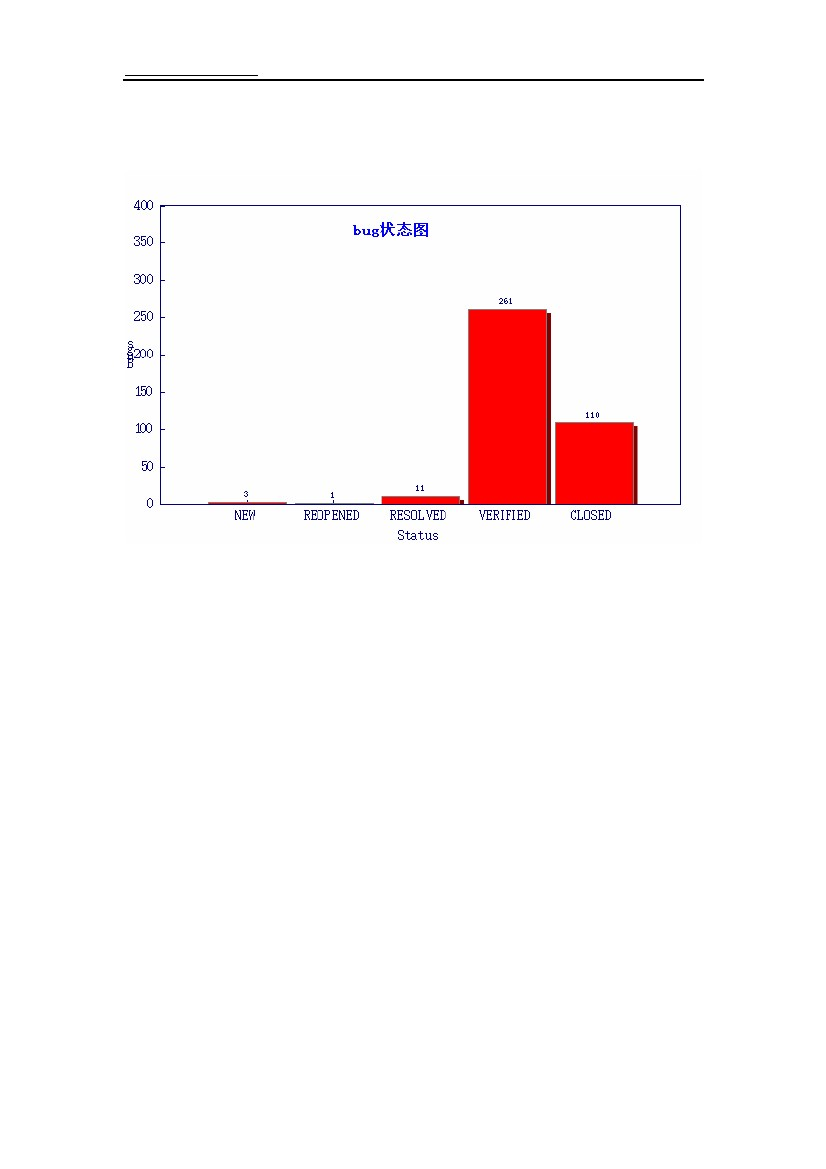 bug状态图
400
350
300
250
200
150
100
50
0
Bugs
3
1
11
261
110
NEW
REOPENED
RESOLVED
VERIFIED
CLOSED
Status